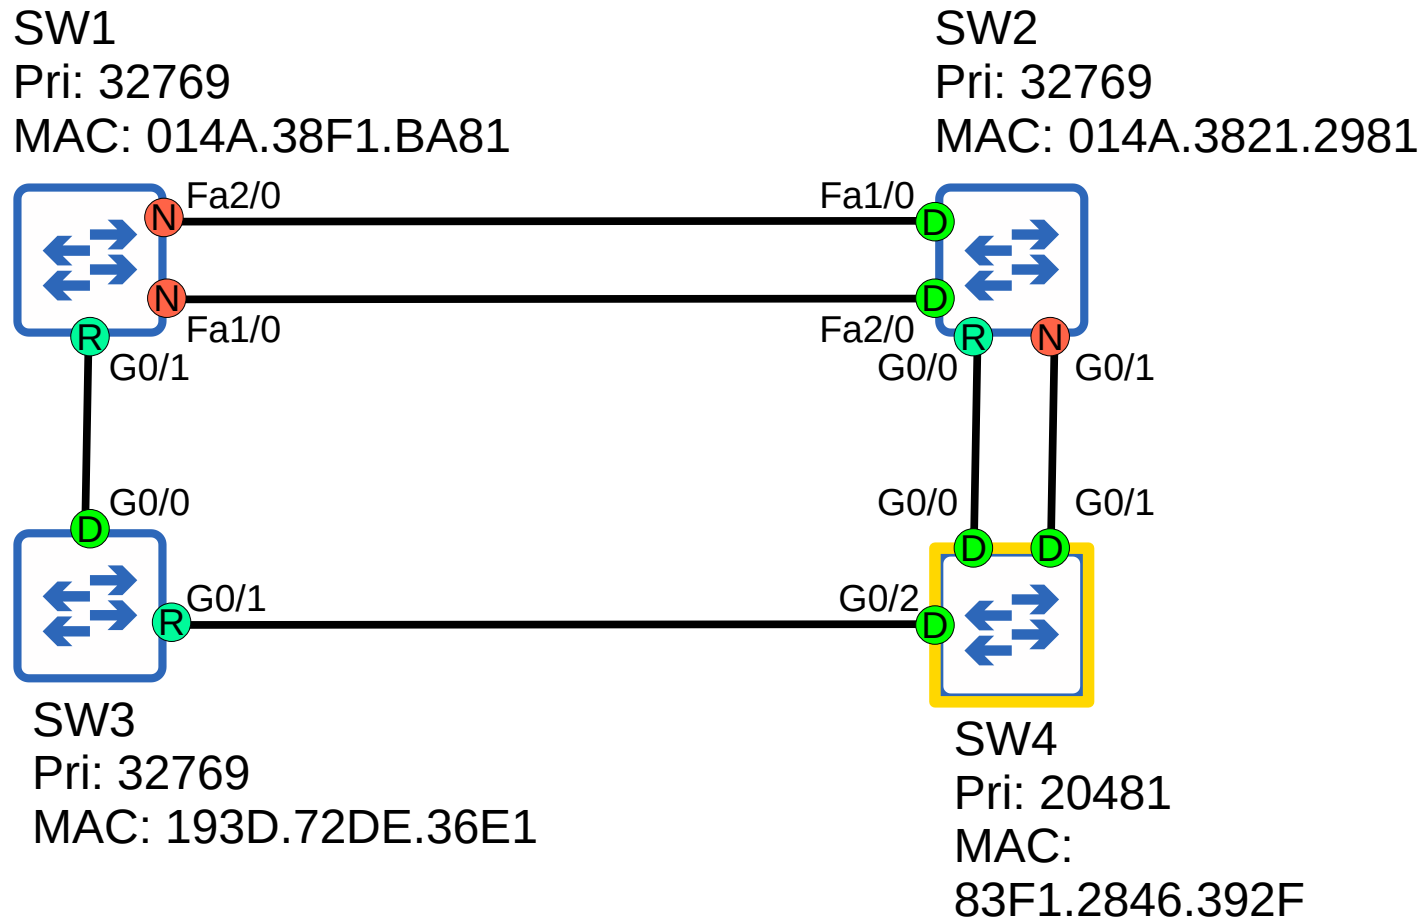 SW1
Pri: 32769
MAC: 014A.38F1.BA81
SW2
Pri: 32769
MAC: 014A.3821.2981
N
Fa2/0
Fa1/0
D
N
Fa1/0
D
Fa2/0
R
G0/1
R
G0/0
N
G0/1
D
G0/0
D
G0/0
D
G0/1
R
G0/1
D
G0/2
SW3
Pri: 32769
MAC: 193D.72DE.36E1
SW4
Pri: 20481
MAC:
83F1.2846.392F